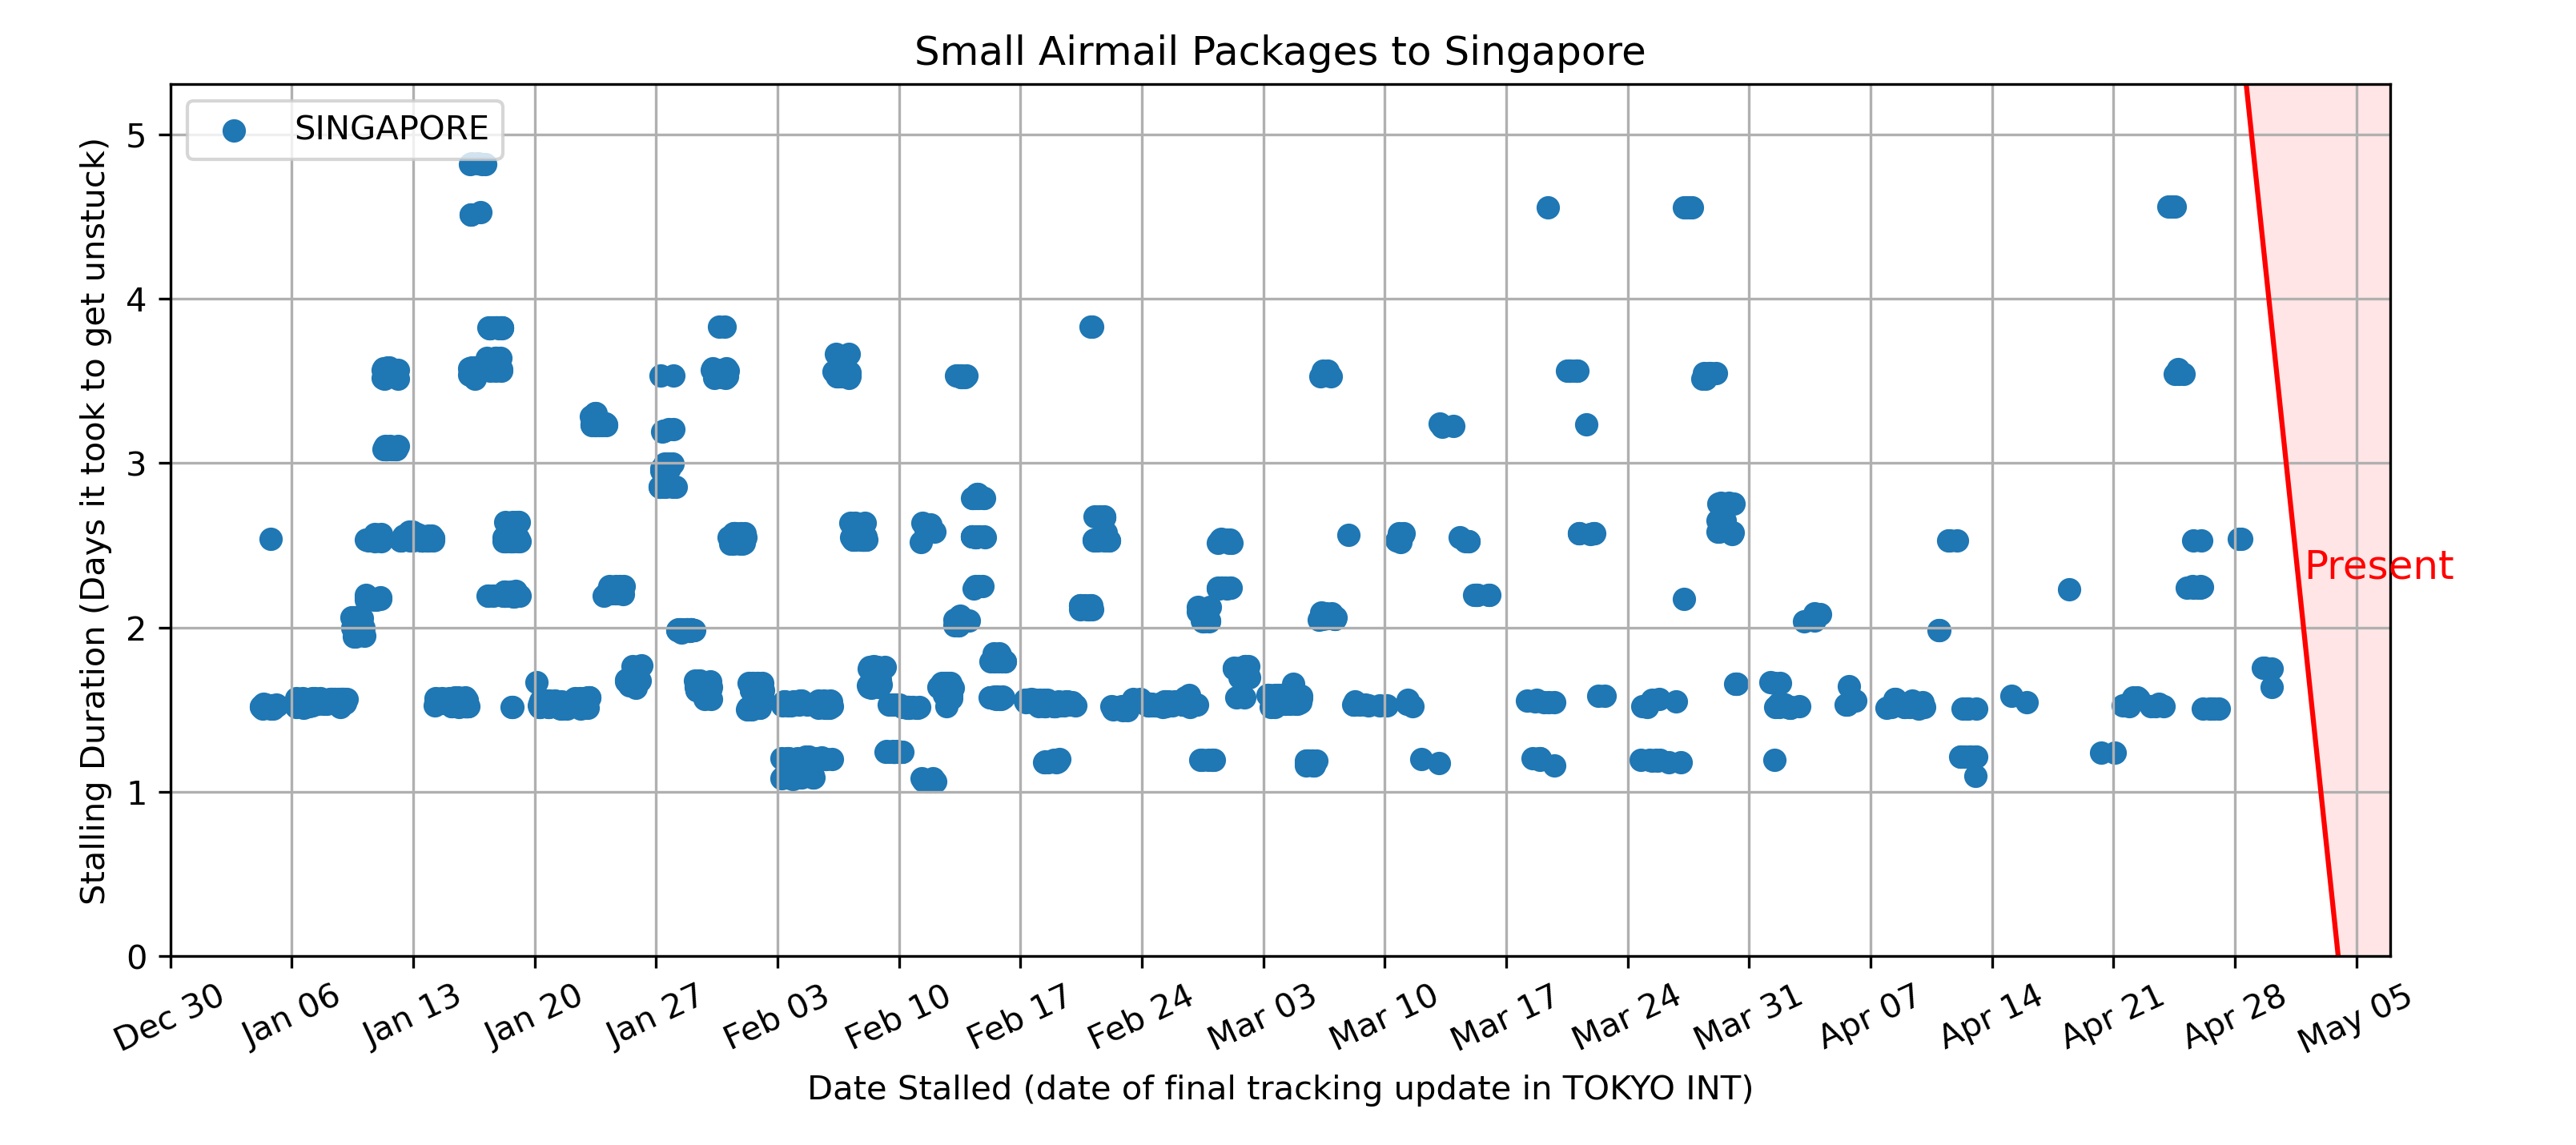 Small Airmail Packages to Singapore
SINGAPORE
Stalling Duration (Days it took to get unstuck)
5
4
3
2
1
0
Present
Dec 30
Jan 06
Jan 13
Jan 20
Jan 27
Feb 03
Feb 10
Feb 17
Feb 24
Mar 03
Mar 10
Mar 17
Mar 24
Mar 31
Apr 07
Apr 14
Apr 21
Apr 28
May 05
Date Stalled (date of final tracking update in TOKYO INT)